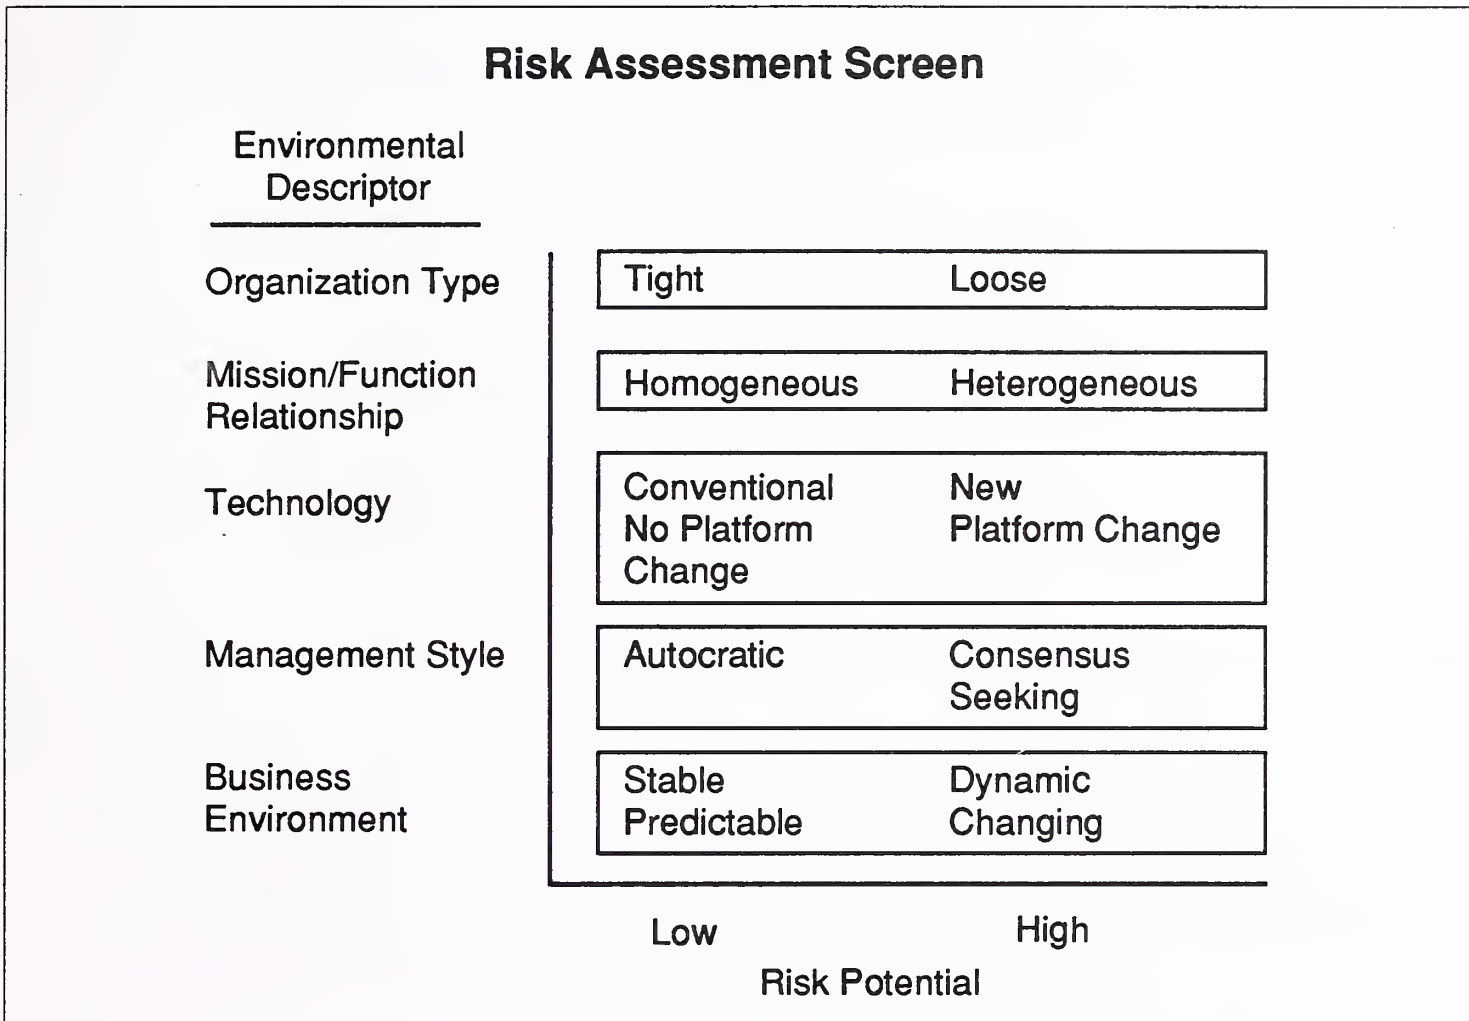 Risk Assessment Screen
Environmental
Descriptor
Organization Type
Tight Loose
Mission/Function
Relationship
Homogeneous Heterogeneous
Technology
Conventional New
No Platform Platform Change
Change
Management Style
Autocratic Consensus
Seeking
Business
Environment
Stable Dynamic
Predictable Changing
Low High
Risk Potential